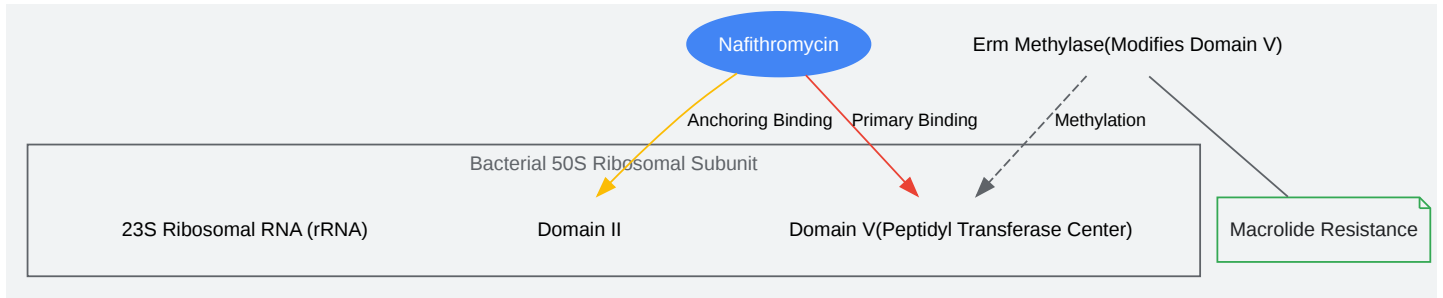 Nafithromycin
Erm Methylase(Modifies Domain V)
Anchoring Binding
Primary Binding
Methylation
Bacterial 50S Ribosomal Subunit
23S Ribosomal RNA (rRNA)
Domain II
Domain V(Peptidyl Transferase Center)
Macrolide Resistance